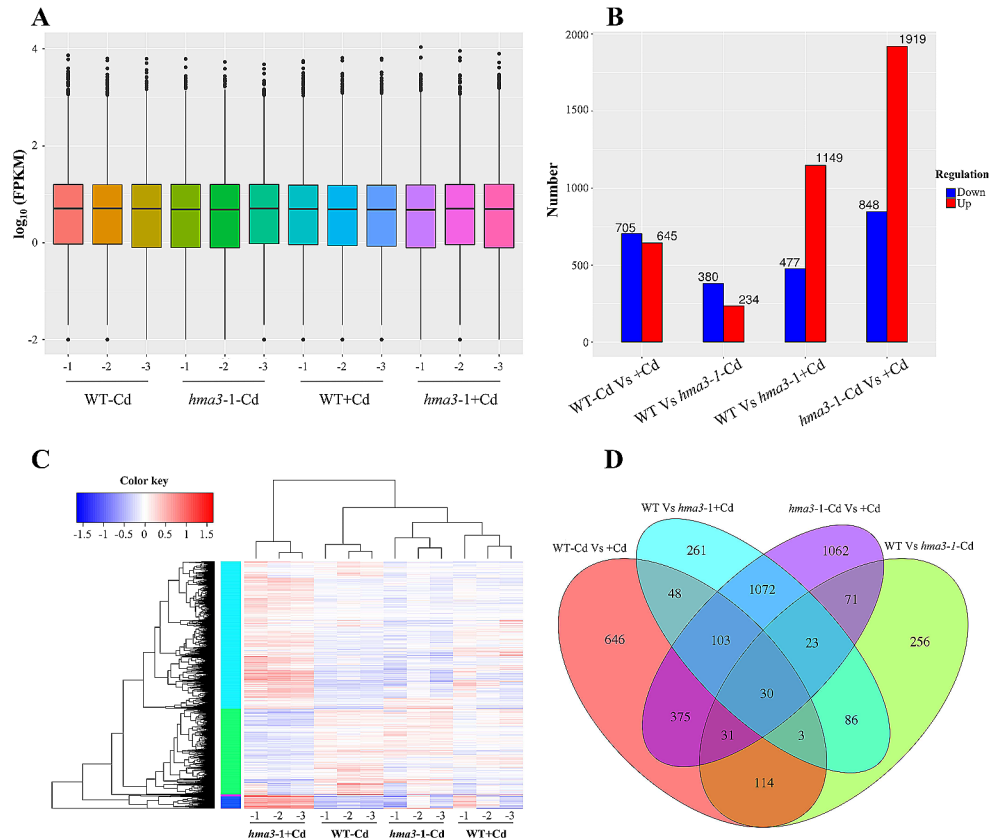 A
log₁₀ (FPKM)
4
2
0
-2
-1 -2 -3 -1 -2 -3 -1 -2 -3 -1 -2 -3
WT-Cd hma3-1-Cd WT+Cd hma3-1+Cd
B
Number
2000
1500
1000
500
0
705 645 380 234 477 1149 848 1919
WT-Cd Vs +Cd
WT Vs hma3-1-Cd
WT Vs hma3-1+Cd
hma3-1-Cd Vs +Cd
Regulation
Down
Up
C
Color key
-1.5 -1 -0.5 0 0.5 1 1.5
-1 -2 -3 -1 -2 -3 -1 -2 -3 -1 -2 -3
hma3-1+Cd WT-Cd hma3-1-Cd WT+Cd
D
WT Vs hma3-1+Cd
hma3-1-Cd Vs +Cd
WT-Cd Vs +Cd
WT Vs hma3-1-Cd
261 1062
48 1072 71
646 103 23 256
30
375 31 3 86
114